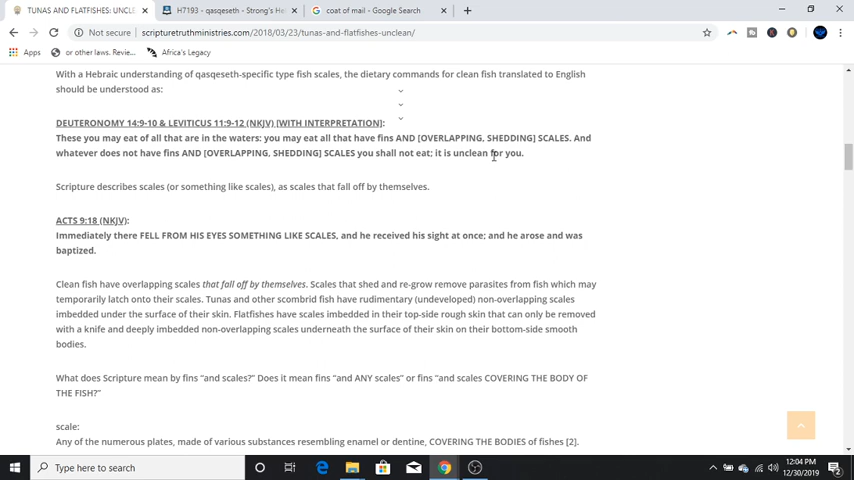 TUNAS AND FLATFISHES: UNCLE
H7193 - qasqeseth - Strong's He
coat of mail - Google Search
Not secure | scripturetruthministries.com/2018/03/23/tunas-and-flatfishes-unclean/
Apps
or other laws. Revie...
Africa's Legacy
With a Hebraic understanding of qasqeseth-specific type fish scales, the dietary commands for clean fish translated to English
should be understood as:
DEUTERONOMY 14:9-10 & LEVITICUS 11:9-12 (NKJV) [WITH INTERPRETATION]:
These you may eat of all that are in the waters: you may eat all that have fins AND [OVERLAPPING, SHEDDING] SCALES. And
whatever does not have fins AND [OVERLAPPING, SHEDDING] SCALES you shall not eat; it is unclean for you.
Scripture describes scales (or something like scales), as scales that fall off by themselves.
ACTS 9:18 (NKJV):
Immediately there FELL FROM HIS EYES SOMETHING LIKE SCALES, and he received his sight at once; and he arose and was
baptized.
Clean fish have overlapping scales that fall off by themselves. Scales that shed and re-grow remove parasites from fish which may
temporarily latch onto their scales. Tunas and other scombrid fish have rudimentary (undeveloped) non-overlapping scales
imbedded under the surface of their skin. Flatfishes have scales imbedded in their top-side rough skin that can only be removed
with a knife and deeply imbedded non-overlapping scales underneath the surface of their skin on their bottom-side smooth
bodies.
What does Scripture mean by fins "and scales?" Does it mean fins "and ANY scales" or fins "and scales COVERING THE BODY OF
THE FISH?"
scale:
Any of the numerous plates, made of various substances resembling enamel or dentine, COVERING THE BODIES of fishes [2].
Type here to search
12:04 PM
12/30/2019
2